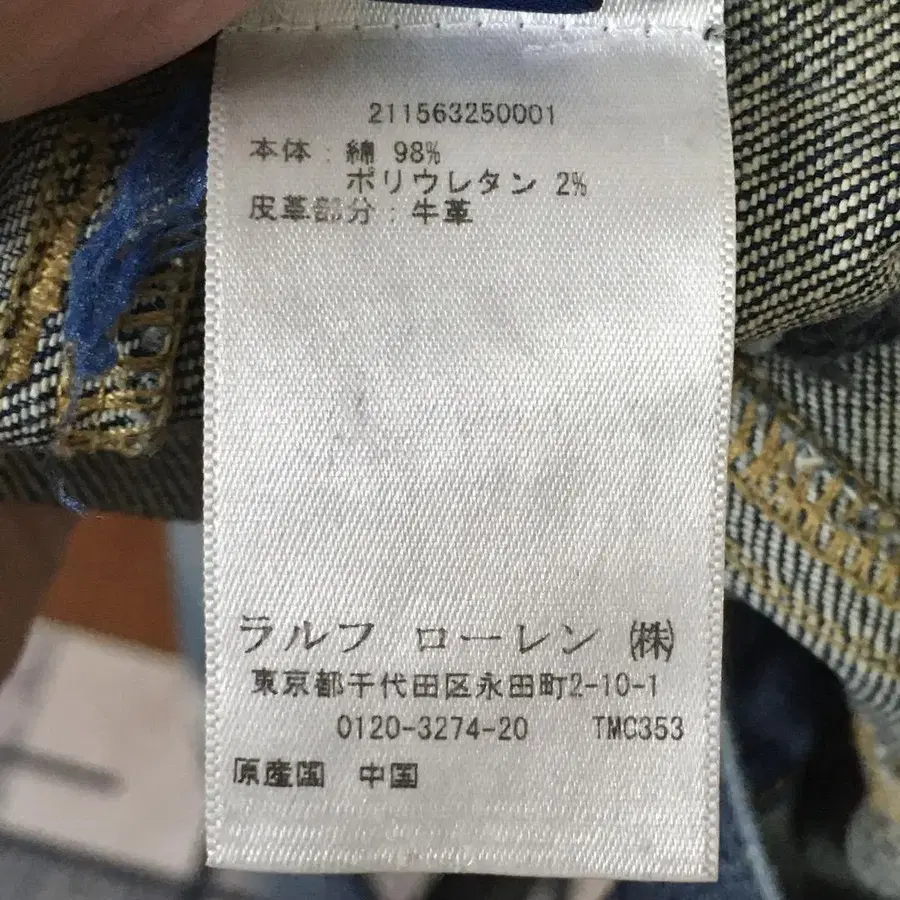 211563250001
本体：綿 98%
ポリウレタン 2%
皮革部分：牛革
ラルフ ローレン ㈱
東京都千代田区永田町2-10-1
0120-3274-20 TMC353
原産国 中国